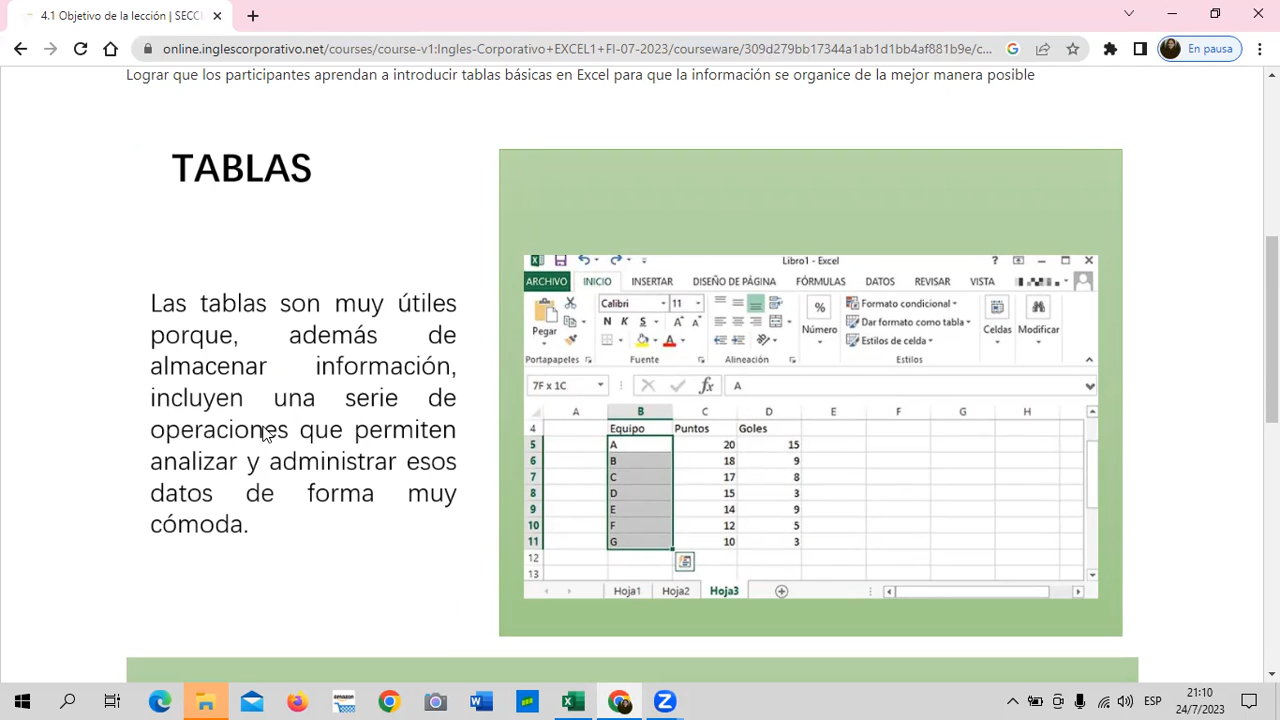 4.1 Objetivo de la lección | SECC
online.inglescorporativo.net/courses/course-v1:Ingles-Corporativo+EXCEL1+FI-07-2023/courseware/309d279bb17344a1ab1d1bb4af881b9e/c...
En pausa
Lograr que los participantes aprendan a introducir tablas básicas en Excel para que la información se organice de la mejor manera posible
TABLAS
Las tablas son muy útiles
porque, además de
almacenar información,
incluyen una serie de
operaciones que permiten
analizar y administrar esos
datos de forma muy
cómoda.
Libro1 - Excel
ARCHIVO INICIO INSERTAR DISEÑO DE PÁGINA FÓRMULAS DATOS REVISAR VISTA
Pegar
Calibri 11
N K S
Número
Formato condicional
Dar formato como tabla
Estilos de celda
Celdas
Modificar
Portapapeles Fuente Alineación Estilos
7F x 1C fx A
A B C D E F G H
4 Equipo Puntos Goles
5 A 20 15
6 B 18 9
7 C 17 8
8 D 15 3
9 E 14 9
10 F 12 5
11 G 10 3
12
13
Hoja1 Hoja2 Hoja3
amazon
ESP
21:10
24/7/2023